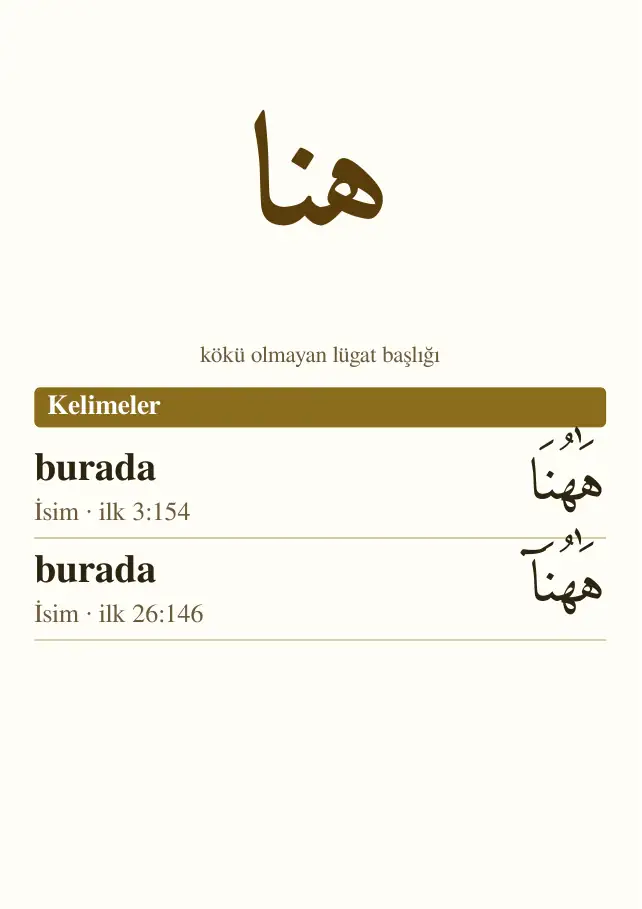 هنا
kökü olmayan lügat başlığı
Kelimeler
burada هَٰهُنَا
İsim · ilk 3:154
burada هَٰهُنَآ
İsim · ilk 26:146